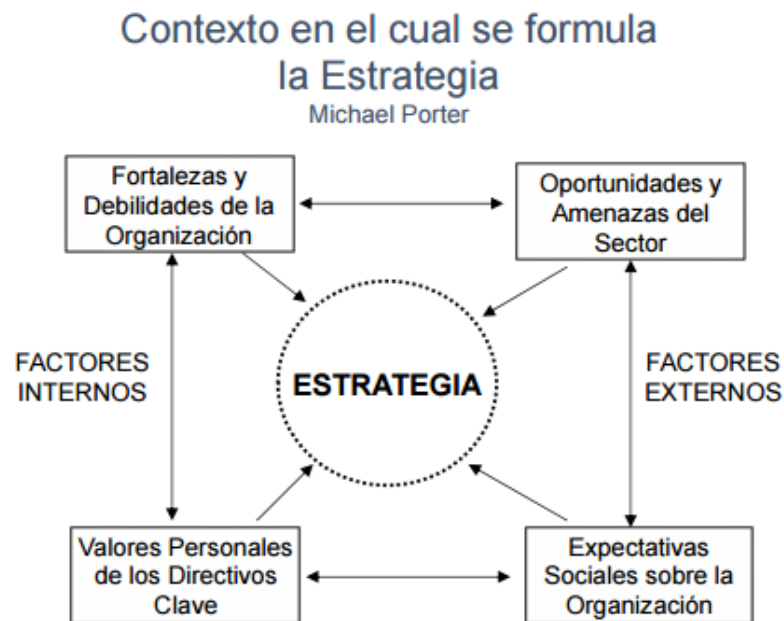 Contexto en el cual se formula
la Estrategia
Michael Porter
Fortalezas y
Debilidades de la
Organización
Oportunidades y
Amenazas del
Sector
FACTORES
INTERNOS
ESTRATEGIA
FACTORES
EXTERNOS
Valores Personales
de los Directivos
Clave
Expectativas
Sociales sobre la
Organización